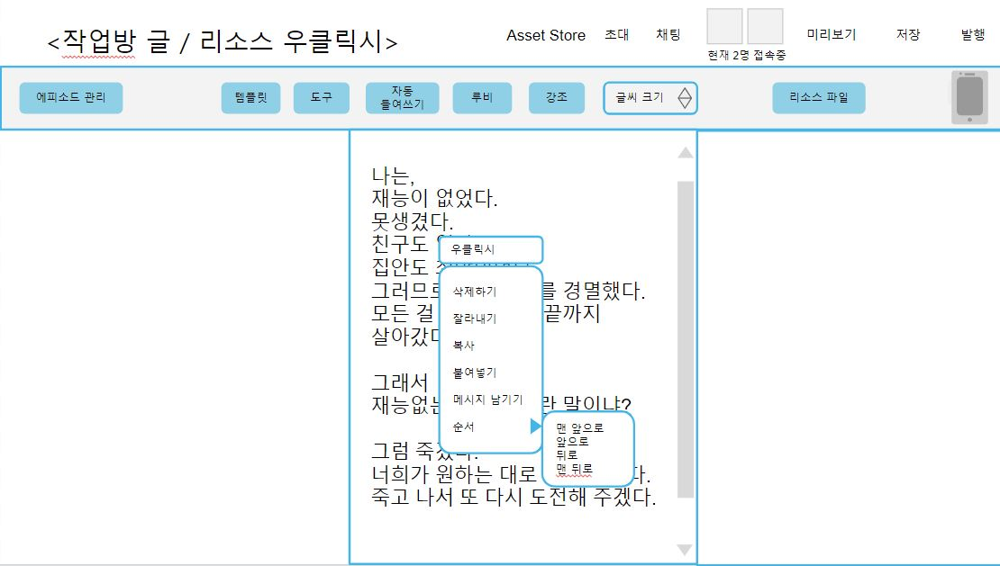 <작업방 글 / 리소스 우클릭시>
Asset Store 초대 채팅 미리보기 저장 발행
현재 2명 접속중
에피소드 관리 템플릿 도구 자동 들여쓰기 루비 강조 글씨 크기 리소스 파일
나는,
재능이 없었다.
못생겼다.
친구도
우클릭시
집안도
그러므로 를 경멸했다.
모든 걸 끝까지
살아갔다
삭제하기
잘라내기
복사
붙여넣기
메시지 남기기
순서
맨 앞으로
앞으로
뒤로
맨 뒤로
그래서
재능없는 란 말이냐?
그럼 죽겠다.
너희가 원하는 대로 다.
죽고 나서 또 다시 도전해 주겠다.